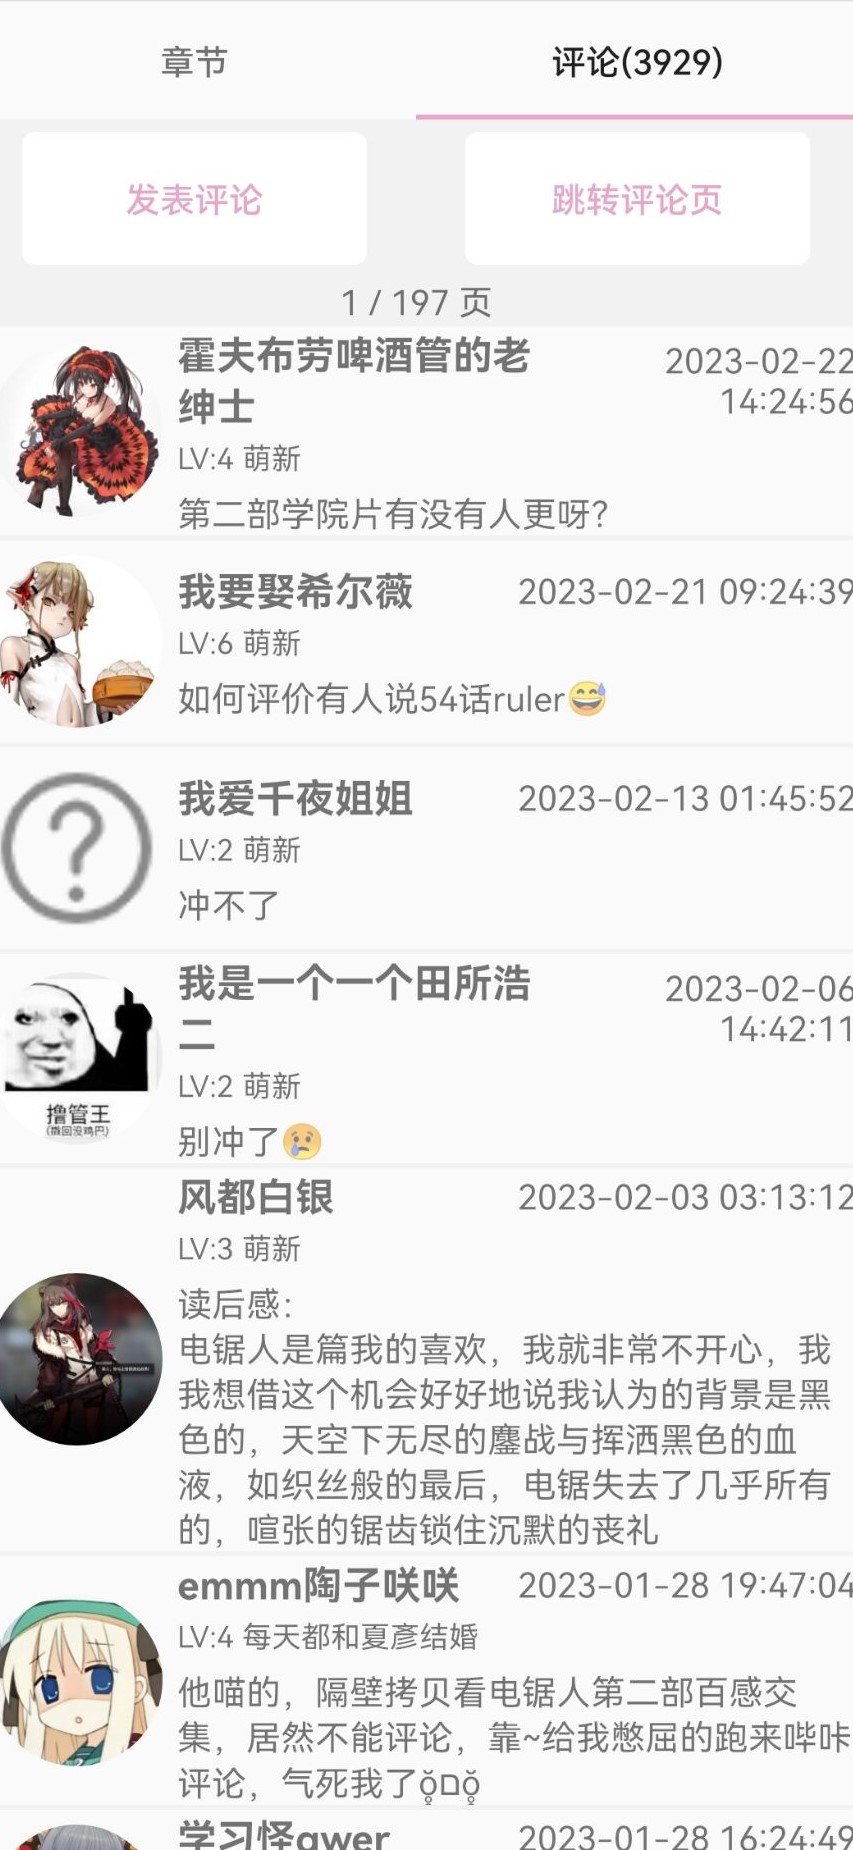 章节
评论(3929)
发表评论
跳转评论页
1 / 197 页
霍夫布劳啤酒管的老
绅士
2023-02-22
14:24:56
LV:4 萌新
第二部学院片有没有人更呀?
我要娶希尔薇
2023-02-21 09:24:39
LV:6 萌新
如何评价有人说54话ruler😅
我爱千夜姐姐
2023-02-13 01:45:52
LV:2 萌新
冲不了
我是一个一个田所浩
二
2023-02-06
14:42:11
LV:2 萌新
撸管王
别冲了😢
风都白银
2023-02-03 03:13:12
LV:3 萌新
读后感:
电锯人是篇我的喜欢，我就非常不开心，我
我想借这个机会好好地说我认为的背景是黑
色的，天空下无尽的鏖战与挥洒黑色的血
液，如织丝般的最后，电锯失去了几乎所有
的，喧张的锯齿锁住沉默的丧礼
emmm陶子咲咲
2023-01-28 19:47:04
LV:4 每天都和夏彦结婚
他喵的，隔壁拷贝看电锯人第二部百感交
集，居然不能评论，靠~给我憋屈的跑来哔咔
评论，气死我了
学习怪qwer
2023-01-28 16:24:49